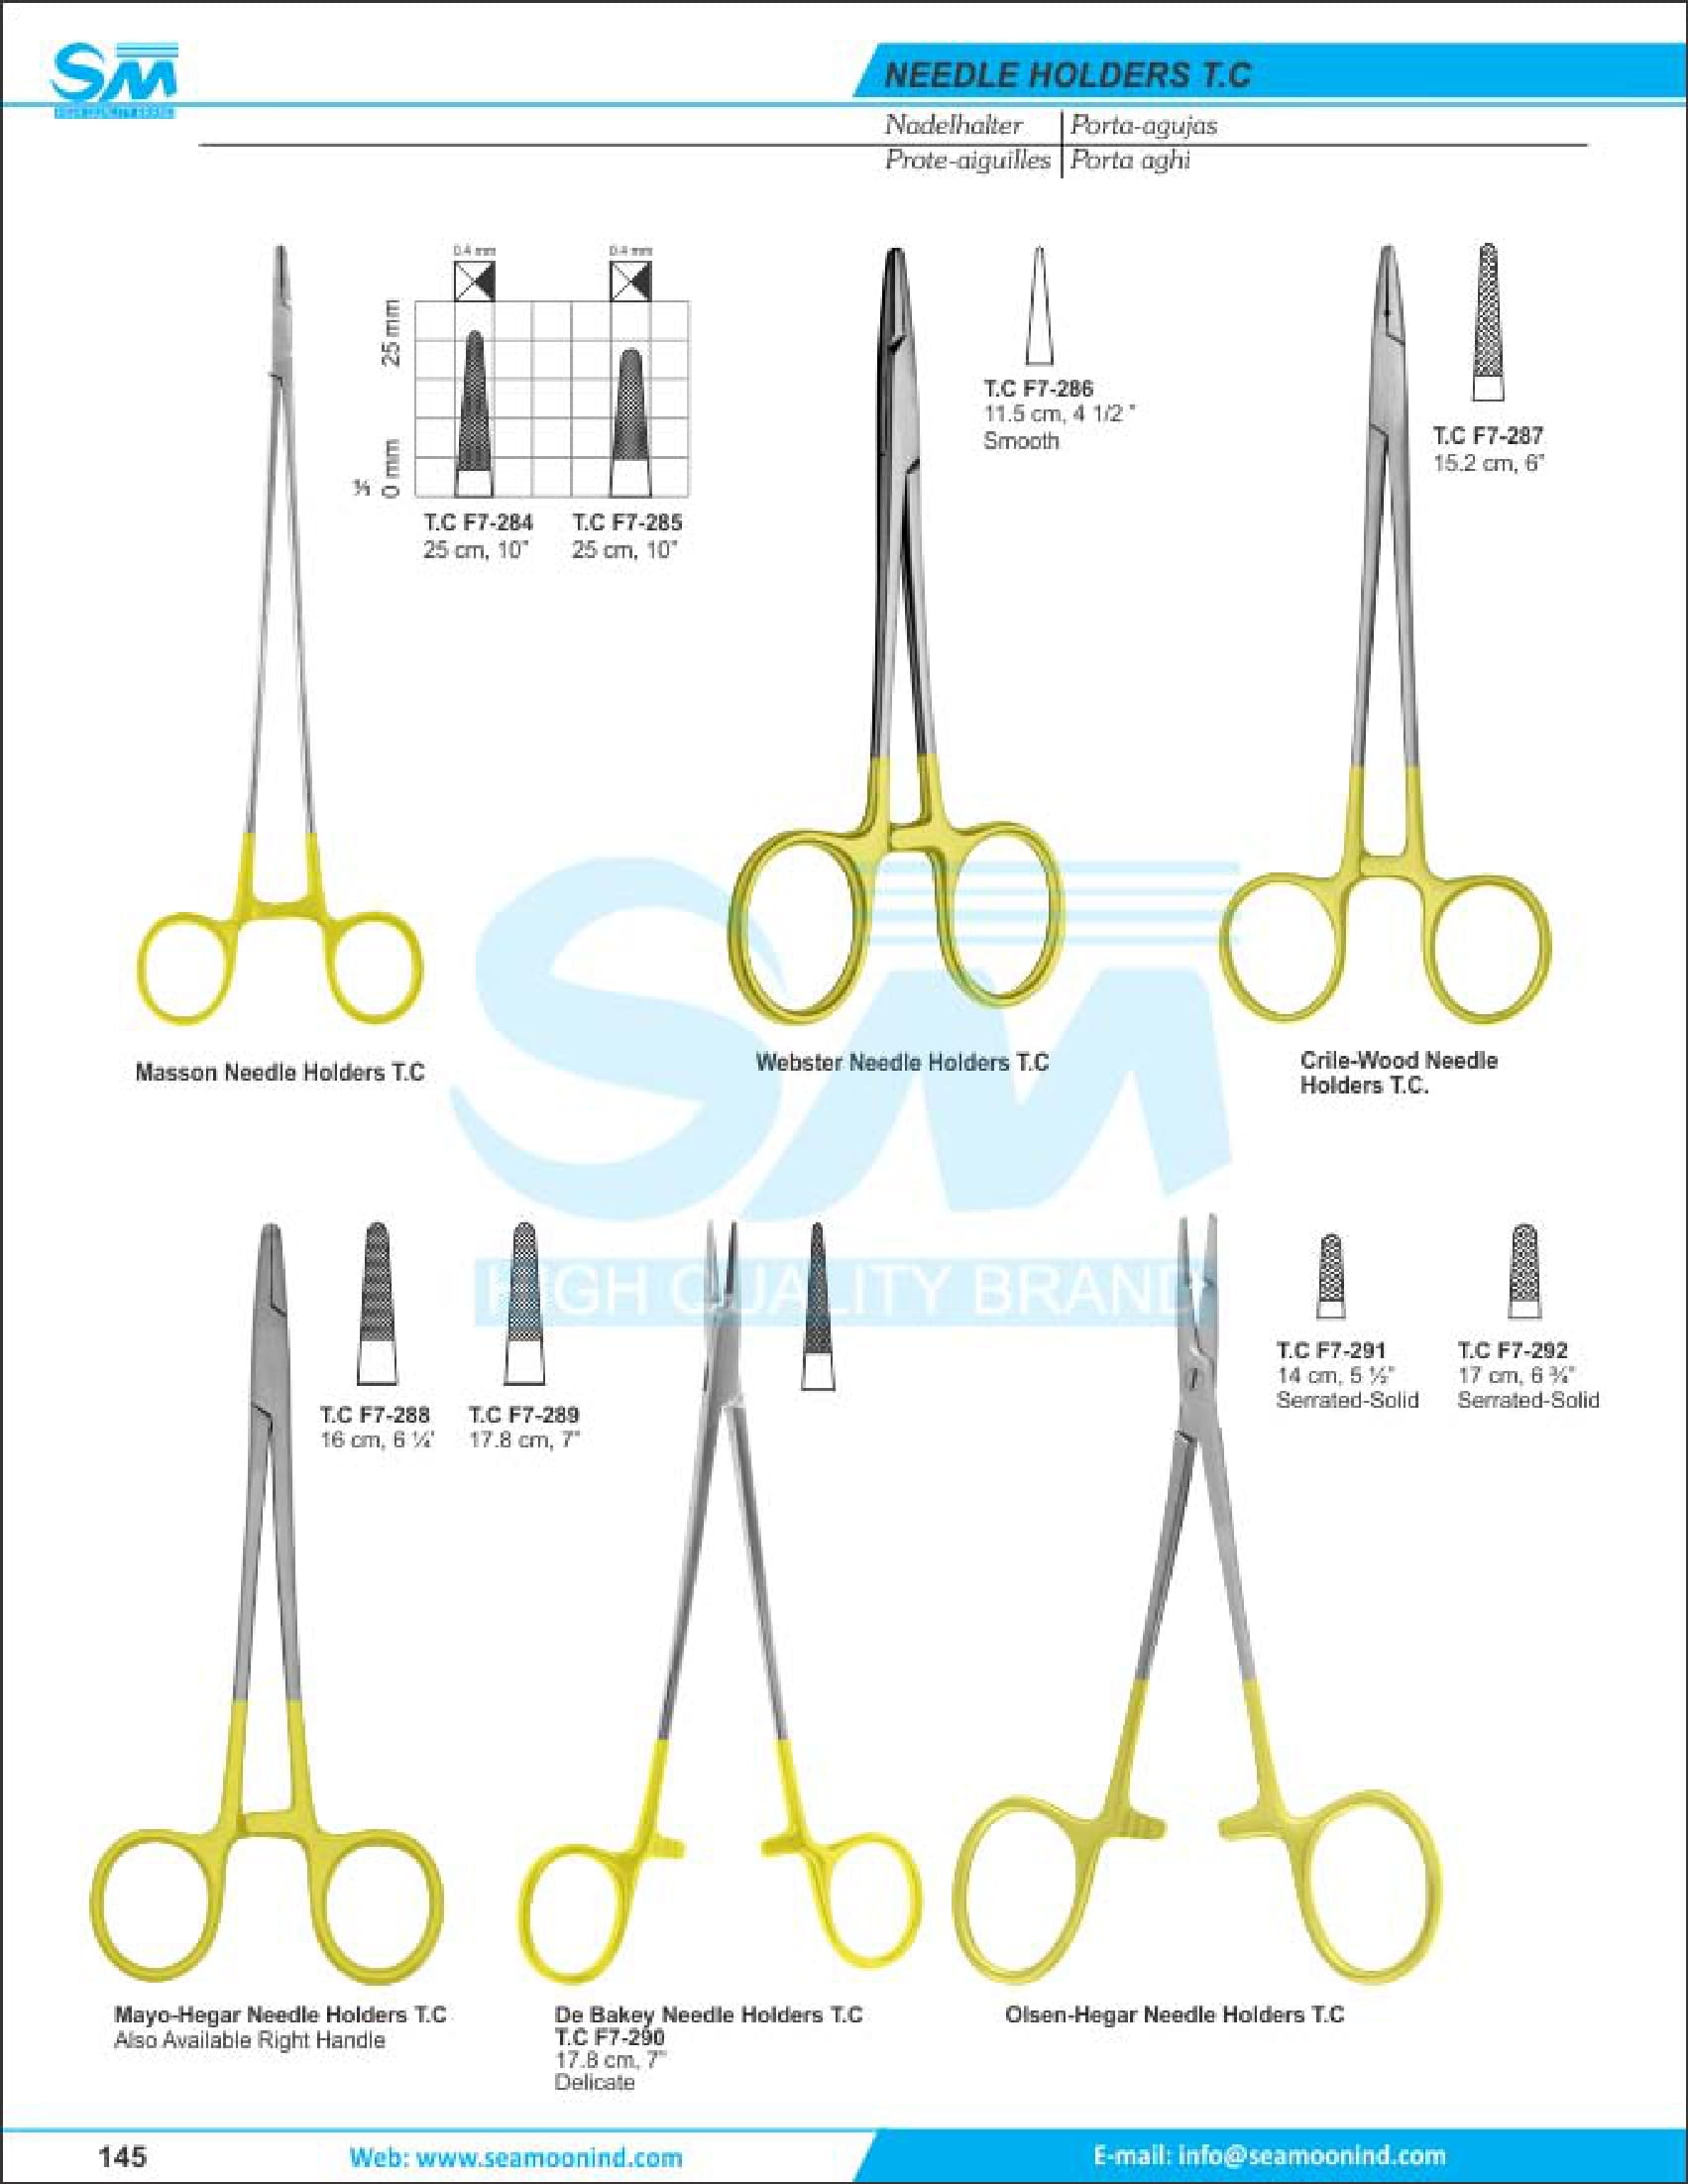 SM
HIGH QUALITY BRAND
NEEDLE HOLDERS T.C
Nadelhalter
Porta-agujas
Prote-aiguilles
Porta aghi
0.4 mm
0.4 mm
25 mm
0 mm
T.C F7-284
25 cm, 10"
T.C F7-285
25 cm, 10"
T.C F7-286
11.5 cm, 4 1/2 "
Smooth
T.C F7-287
15.2 cm, 6"
Masson Needle Holders T.C
Webster Needle Holders T.C
Crile-Wood Needle
Holders T.C.
SM
HIGH QUALITY BRAND
T.C F7-288
16 cm, 6 ¼'
T.C F7-289
17.8 cm, 7"
T.C F7-291
14 cm, 5 ½"
Serrated-Solid
T.C F7-292
17 cm, 6 ¾"
Serrated-Solid
Mayo-Hegar Needle Holders T.C
Also Available Right Handle
De Bakey Needle Holders T.C
T.C F7-290
17.8 cm, 7"
Delicate
Olsen-Hegar Needle Holders T.C
145
Web: www.seamoonind.com
E-mail: info@seamoonind.com